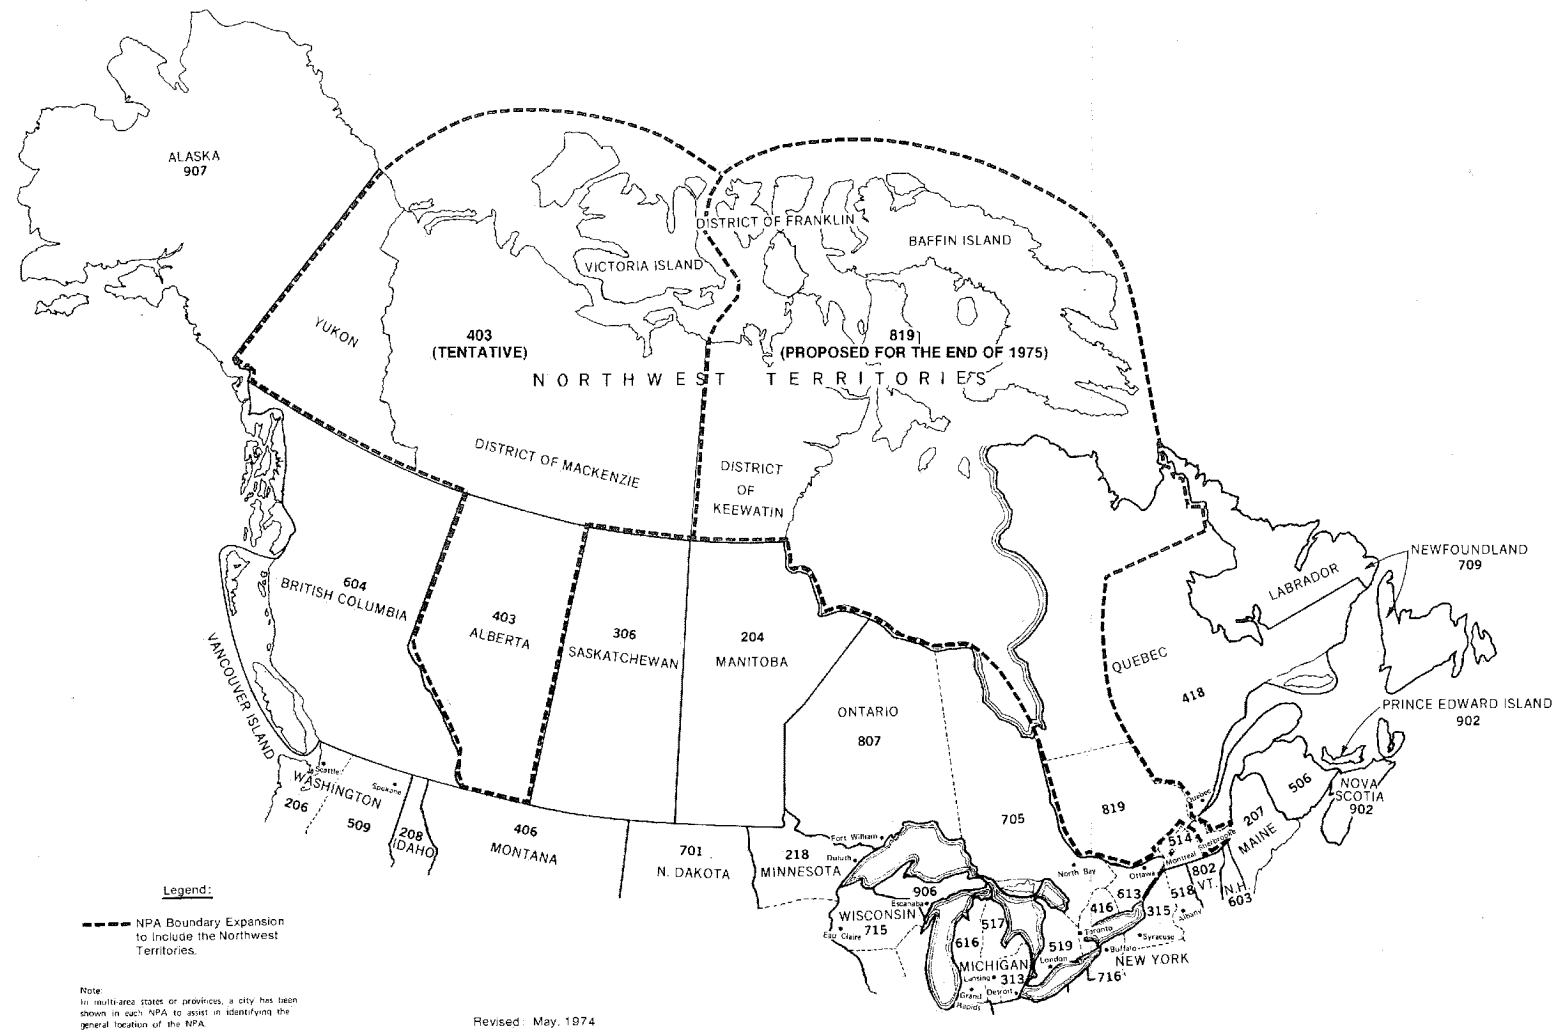 ALASKA
907
DISTRICT OF FRANKLIN
BAFFIN ISLAND
VICTORIA ISLAND
YUKON
403
(TENTATIVE)
819
(PROPOSED FOR THE END OF 1975)
NORTHWEST TERRITORIES
DISTRICT OF MACKENZIE
DISTRICT
OF
KEEWATIN
NEWFOUNDLAND
709
LABRADOR
604
BRITISH COLUMBIA
403
ALBERTA
306
SASKATCHEWAN
204
MANITOBA
QUEBEC
418
VANCOUVER ISLAND
ONTARIO
807
PRINCE EDWARD ISLAND
902
Seattle
WASHINGTON
Spokane
206
509
208
IDAHO
406
MONTANA
701
N. DAKOTA
218
MINNESOTA
Fort William
Duluth
705
819
Quebec
506
NOVA
SCOTIA
902
207
MAINE
514
Montreal
Sherbrooke
North Bay
Ottawa
802
VT.
N.H.
603
518
Albany
613
416
315
Toronto
Syracuse
Buffalo
NEW YORK
716
906
Escanaba
WISCONSIN
715
Eau Claire
517
616
519
London
MICHIGAN
Lansing
313
Grand
Rapids
Detroit
Legend:
NPA Boundary Expansion
to Include the Northwest
Territories.
Note:
In multi-area states or provinces, a city has been
shown in each NPA to assist in identifying the
general location of the NPA.
Revised: May, 1974